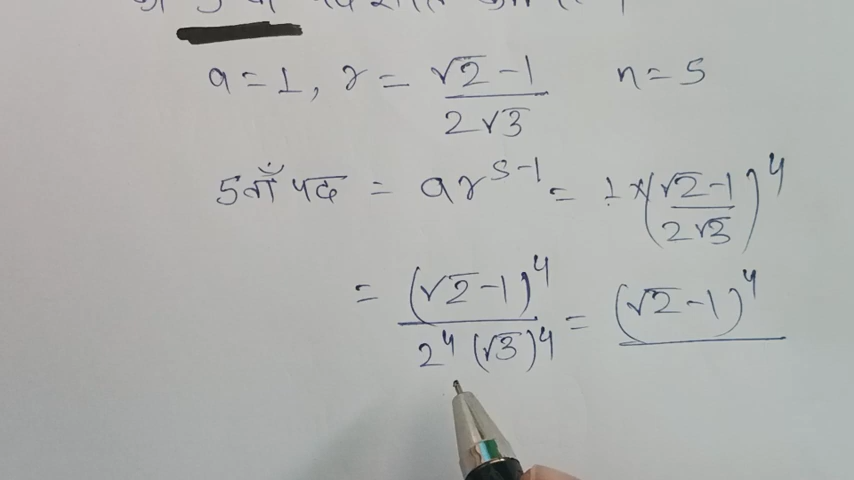 a = 1, r = √2 - 1 / 2√3 n = 5
5वाँ पद = ar^5-1 = 1 × (√2-1 / 2√3)^4
= (√2-1)^4 / 2^4 (√3)^4 = (√2-1)^4